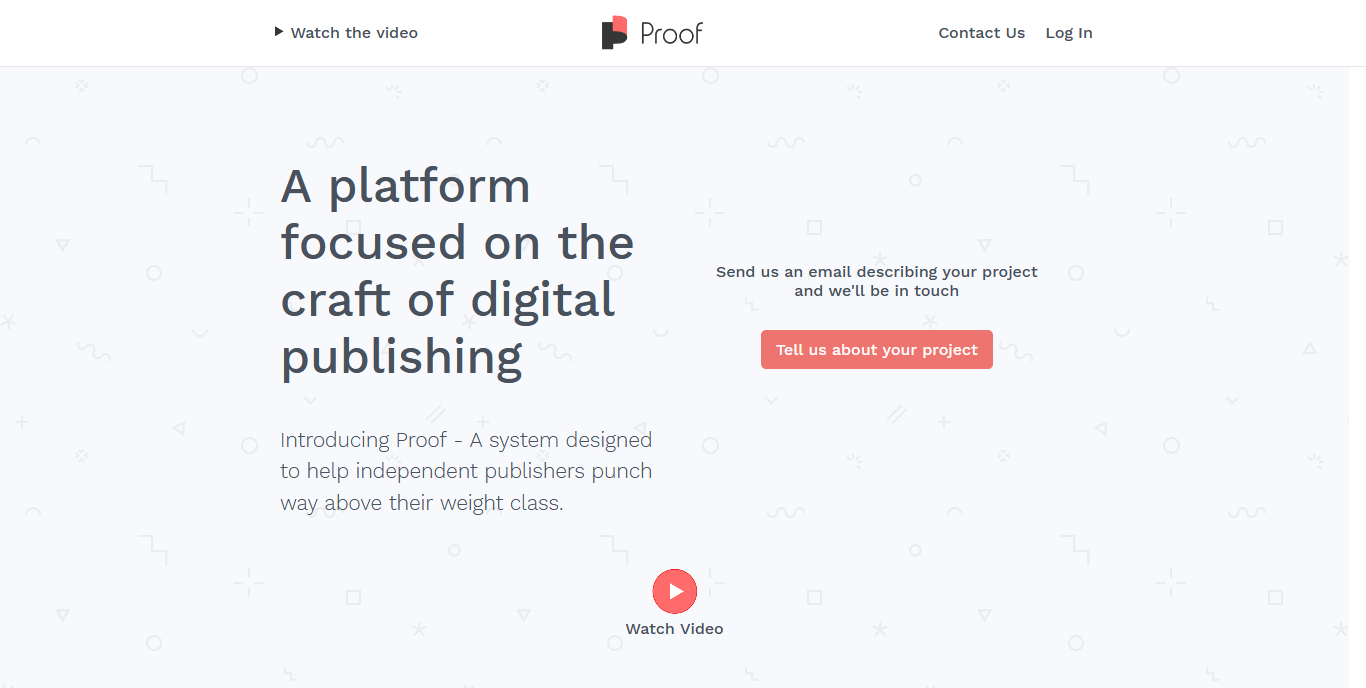 Watch the video
Proof
Contact Us
Log In
A platform
focused on the
craft of digital
publishing
Introducing Proof - A system designed
to help independent publishers punch
way above their weight class.
Send us an email describing your project
and we'll be in touch
Tell us about your project
Watch Video